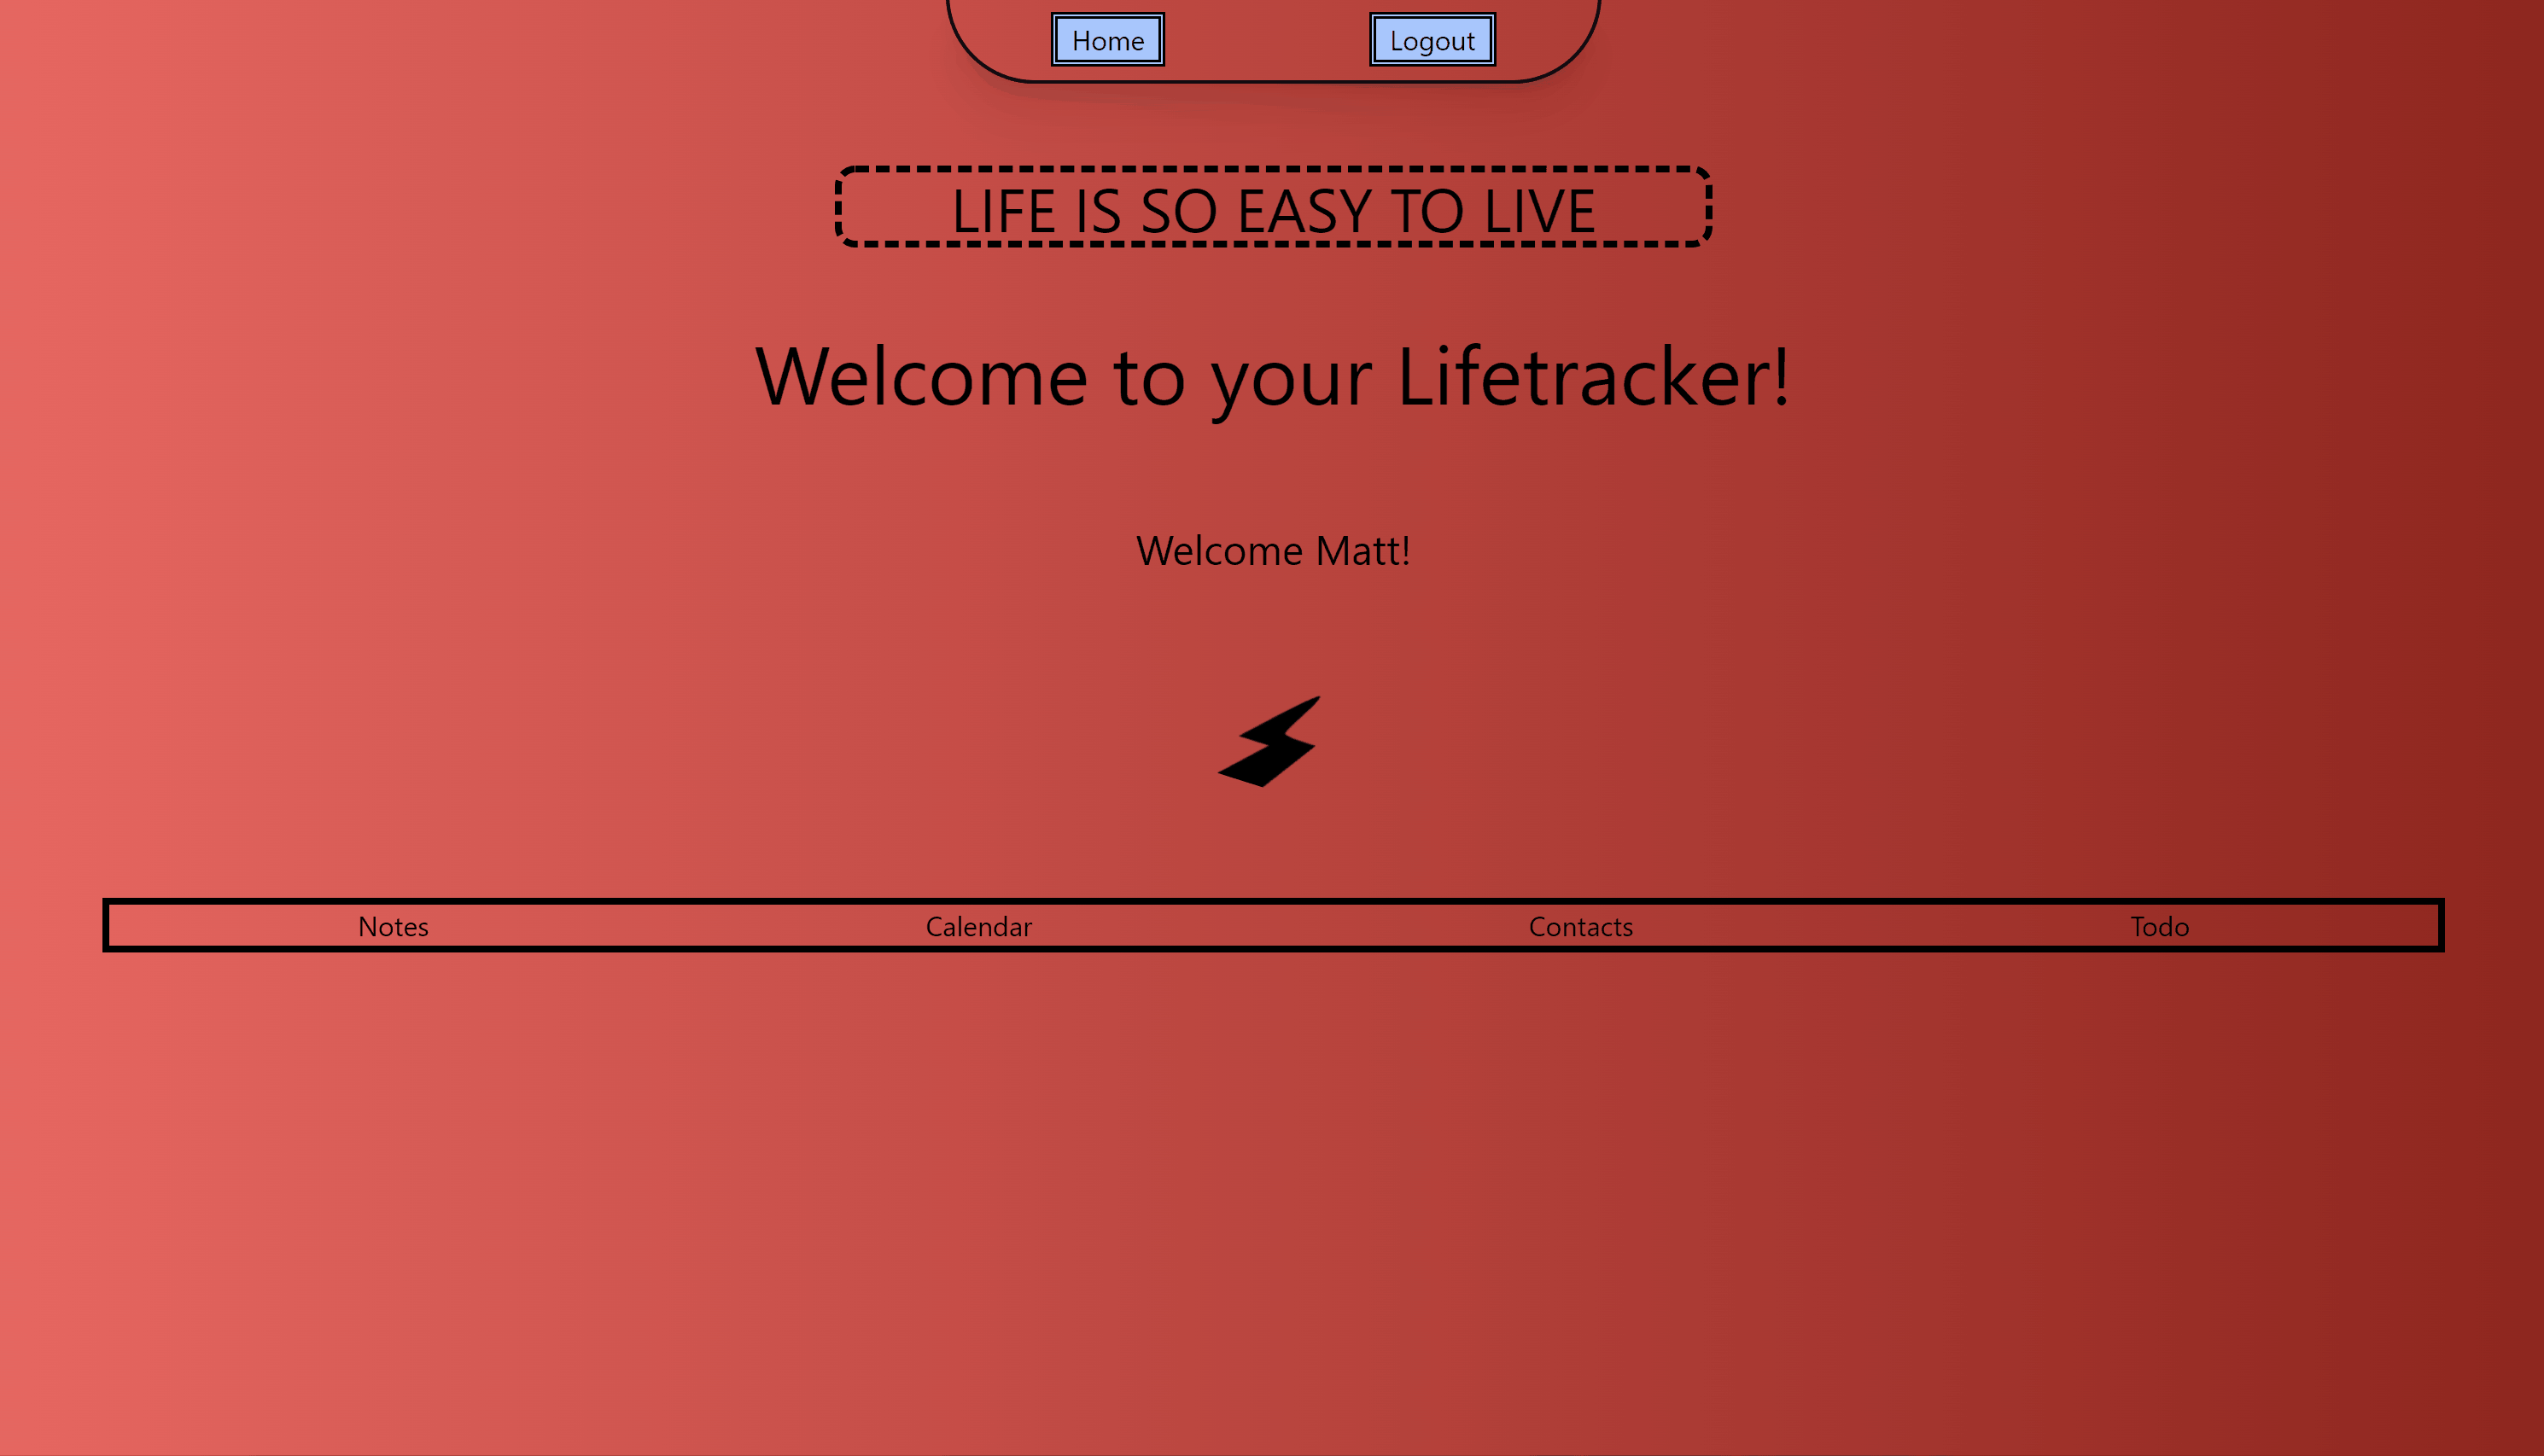 Home Logout
LIFE IS SO EASY TO LIVE
Welcome to your Lifetracker!
Welcome Matt!
Notes Calendar Contacts Todo